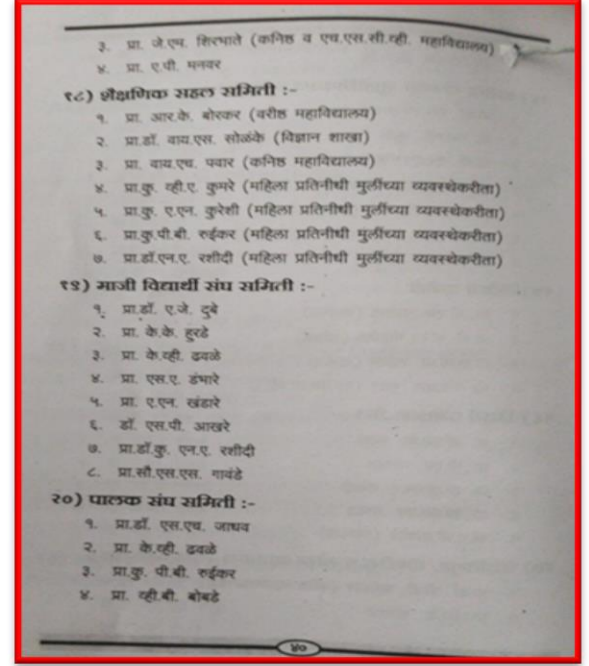 ३. प्रा. जे.एम. शिरभाते (कनिष्ठ व एच.एस.सी.व्ही. महाविद्यालय)
४. प्रा. ए.पी. मनवर
१८) शैक्षणिक सहल समिती :-
१. प्रा. आर.के. बोरकर (वरीष्ठ महाविद्यालय)
२. प्रा.डॉ. वाय.एस. सोळंके (विज्ञान शाखा)
३. प्रा. वाय.एच. पवार (कनिष्ठ महाविद्यालय)
४. प्रा.कु. व्ही.ए. कुमरे (महिला प्रतिनीधी मुलींच्या व्यवस्थेकरीता)
५. प्रा.कु. ए.एन. कुरेशी (महिला प्रतिनीधी मुलींच्या व्यवस्थेकरीता)
६. प्रा.कु.पी.बी. रुईकर (महिला प्रतिनीधी मुलींच्या व्यवस्थेकरीता)
७. प्रा.डॉ.एन.ए. रशीदी (महिला प्रतिनीधी मुलींच्या व्यवस्थेकरीता)
१९) माजी विद्यार्थी संघ समिती :-
१. प्रा.डॉ. ए.जे. दुबे
२. प्रा. के.के. हुरडे
३. प्रा. के.व्ही. ढवळे
४. प्रा. एस.ए. डंभारे
५. प्रा. ए.एन. खंडारे
६. डॉ. एस.पी. आखरे
७. प्रा.डॉ.कु. एन.ए. रशीदी
८. प्रा.सौ.एस.एस. गावंडे
२०) पालक संघ समिती :-
१. प्रा.डॉ. एस.एच. जाधव
२. प्रा. के.व्ही. ढवळे
३. प्रा.कु. पी.बी. रुईकर
४. प्रा. व्ही.बी. बोबडे
४०